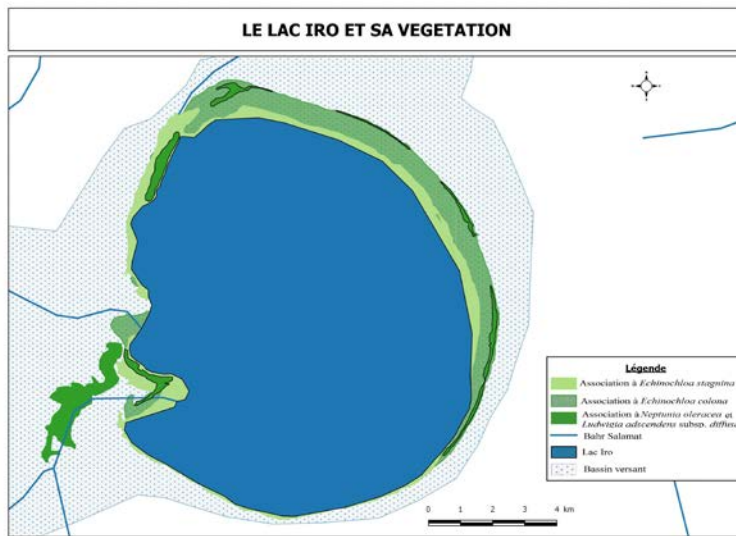 LE LAC IRO ET SA VEGETATION
Légende
Association à Echinochloa stagnina
Association à Echinochloa colona
Association à Neptunia oleracea et
Ludwigia adscendens subsp. diffusa
Bahr Salamat
Lac Iro
Bassin versant
0 1 2 3 4 km